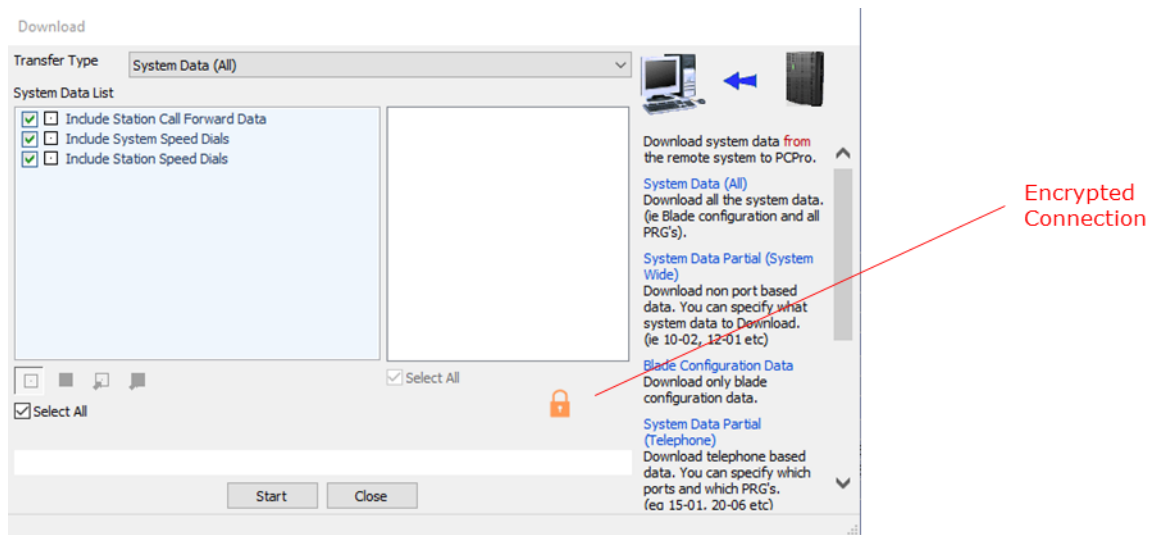 Download
Transfer Type
System Data (All)
System Data List
Include Station Call Forward Data
Include System Speed Dials
Include Station Speed Dials
Select All
Select All
Start
Close
Download system data from
the remote system to PCPro.
System Data (All)
Download all the system data.
(ie Blade configuration and all
PRG's).
System Data Partial (System
Wide)
Download non port based
data. You can specify what
system data to Download.
(ie 10-02, 12-01 etc)
Blade Configuration Data
Download only blade
configuration data.
System Data Partial
(Telephone)
Download telephone based
data. You can specify which
ports and which PRG's.
(eg 15-01, 20-06 etc)
Encrypted
Connection